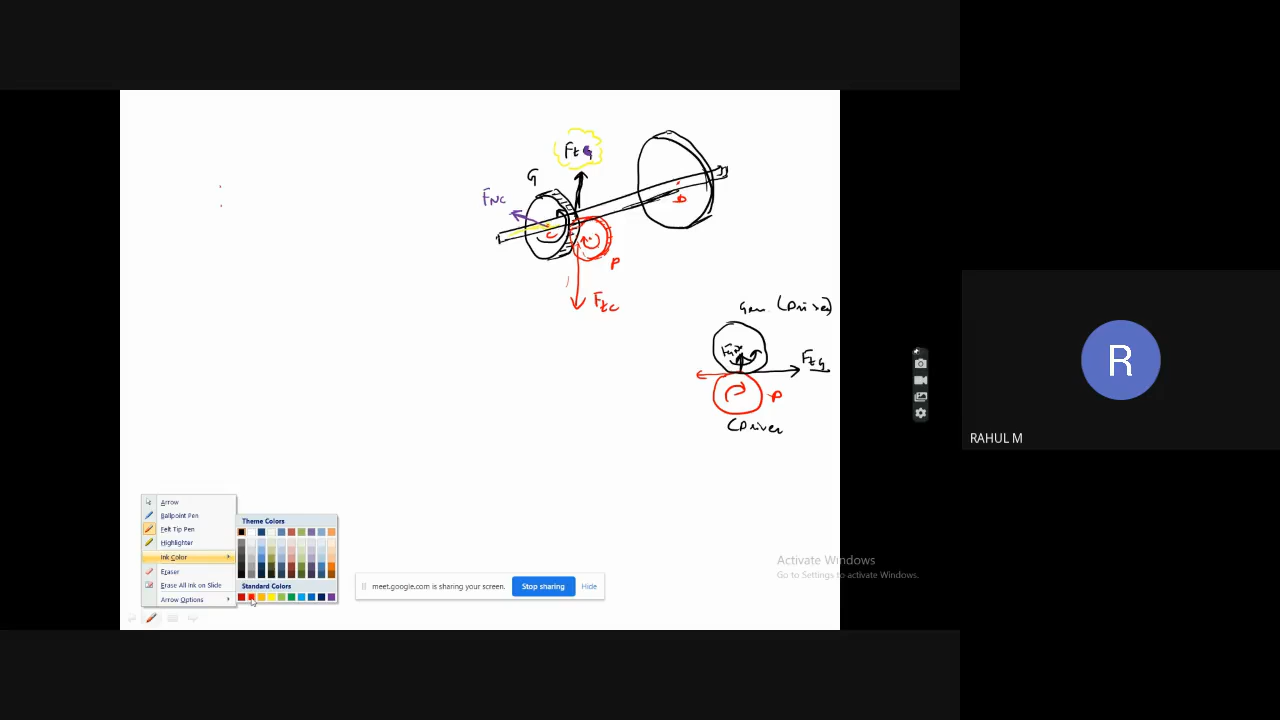 FtG
G
FNC
C
D
P
FtC
Gear (Driven)
FtG
P
(Driver
Arrow
Ballpoint Pen
Felt Tip Pen
Highlighter
Ink Color
Eraser
Erase All Ink on Slide
Arrow Options
Theme Colors
Standard Colors
meet.google.com is sharing your screen.
Stop sharing
Hide
Activate Windows
Go to Settings to activate Windows.
R
RAHUL M